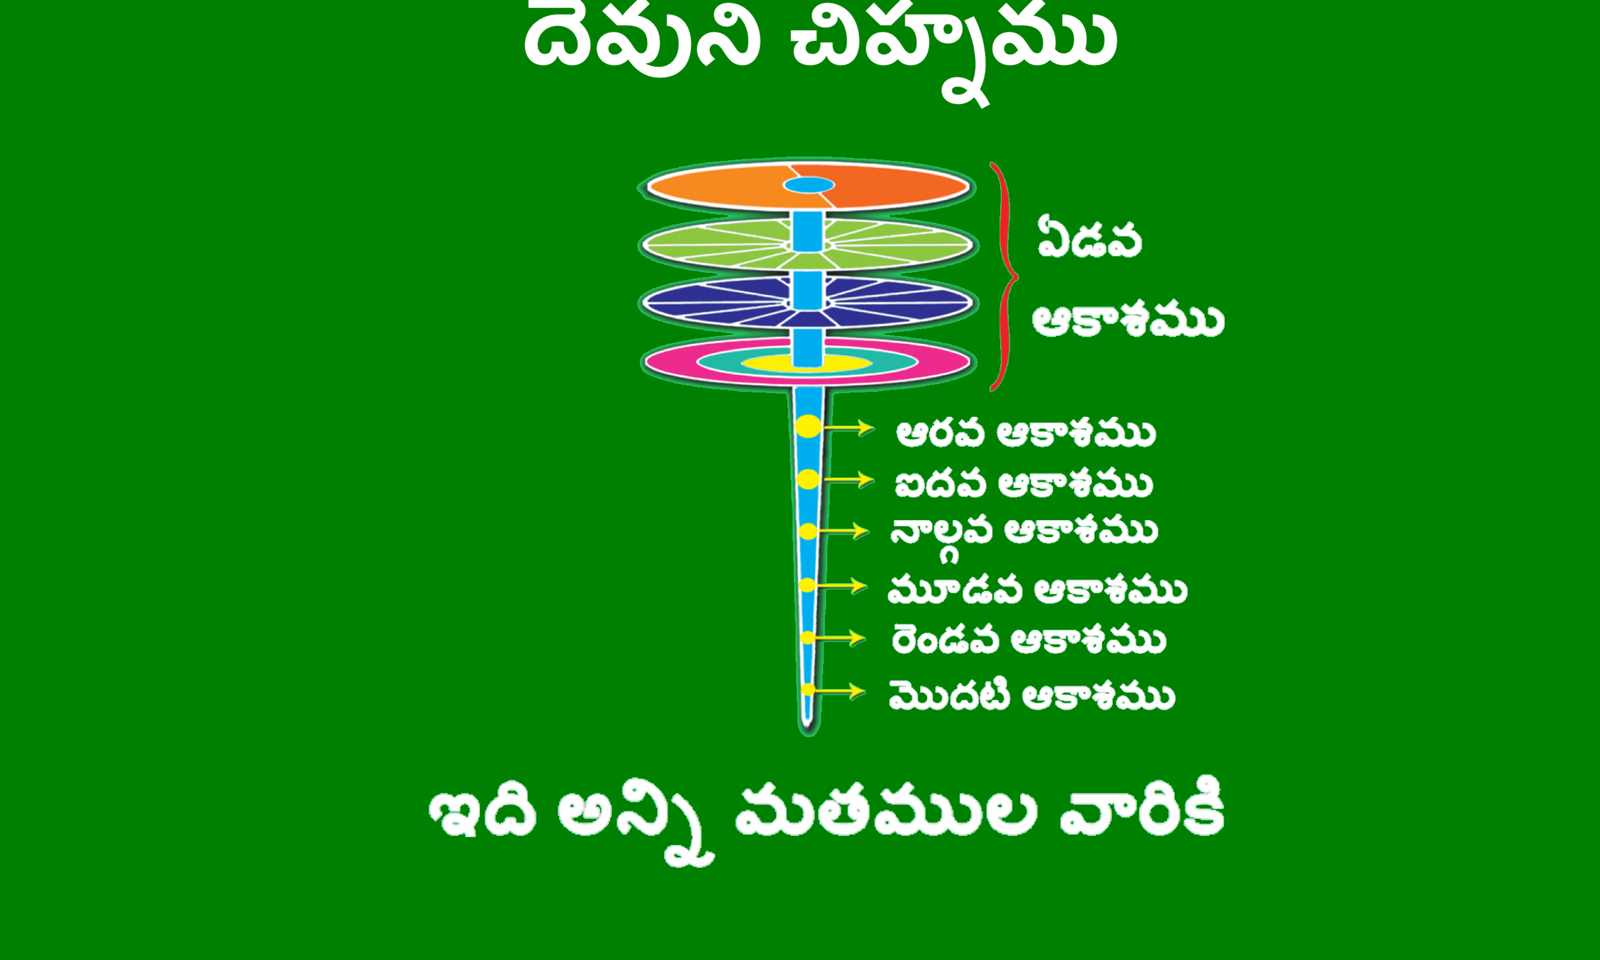 దేవుని చిహ్నము
ఏడవ
ఆకాశము
ఆరవ ఆకాశము
ఐదవ ఆకాశము
నాల్గవ ఆకాశము
మూడవ ఆకాశము
రెండవ ఆకాశము
మొదటి ఆకాశము
ఇది అన్ని మతముల వారికి